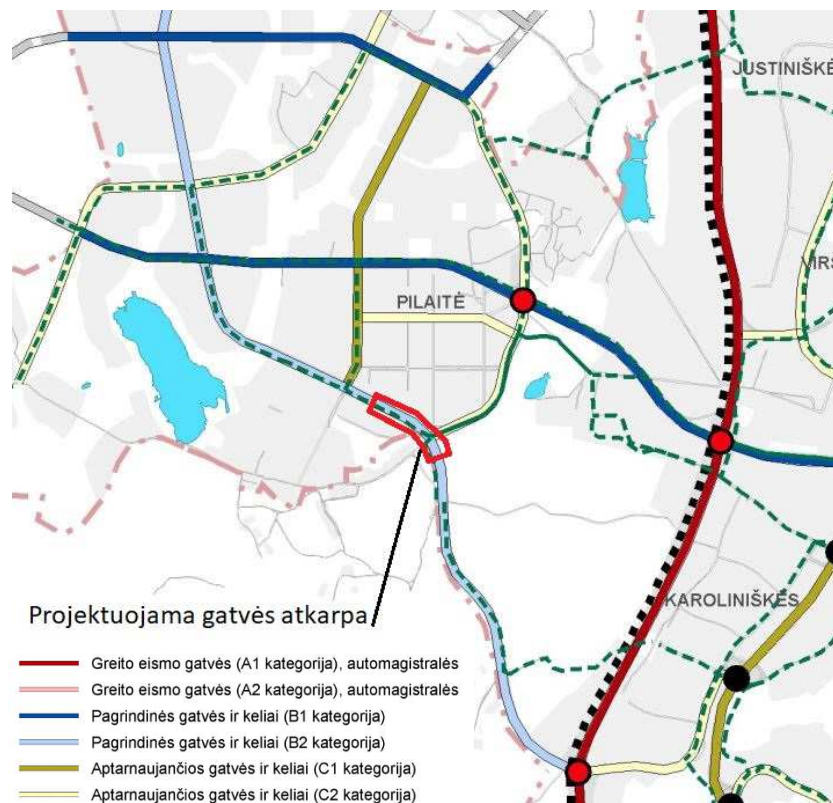 JUSTINIŠKĖ
VIRŠ
PILAITĖ
KAROLINIŠKĖS
Projektuojama gatvės atkarpa
Greito eismo gatvės (A1 kategorija), automagistralės
Greito eismo gatvės (A2 kategorija), automagistralės
Pagrindinės gatvės ir keliai (B1 kategorija)
Pagrindinės gatvės ir keliai (B2 kategorija)
Aptarnaujančios gatvės ir keliai (C1 kategorija)
Aptarnaujančios gatvės ir keliai (C2 kategorija)